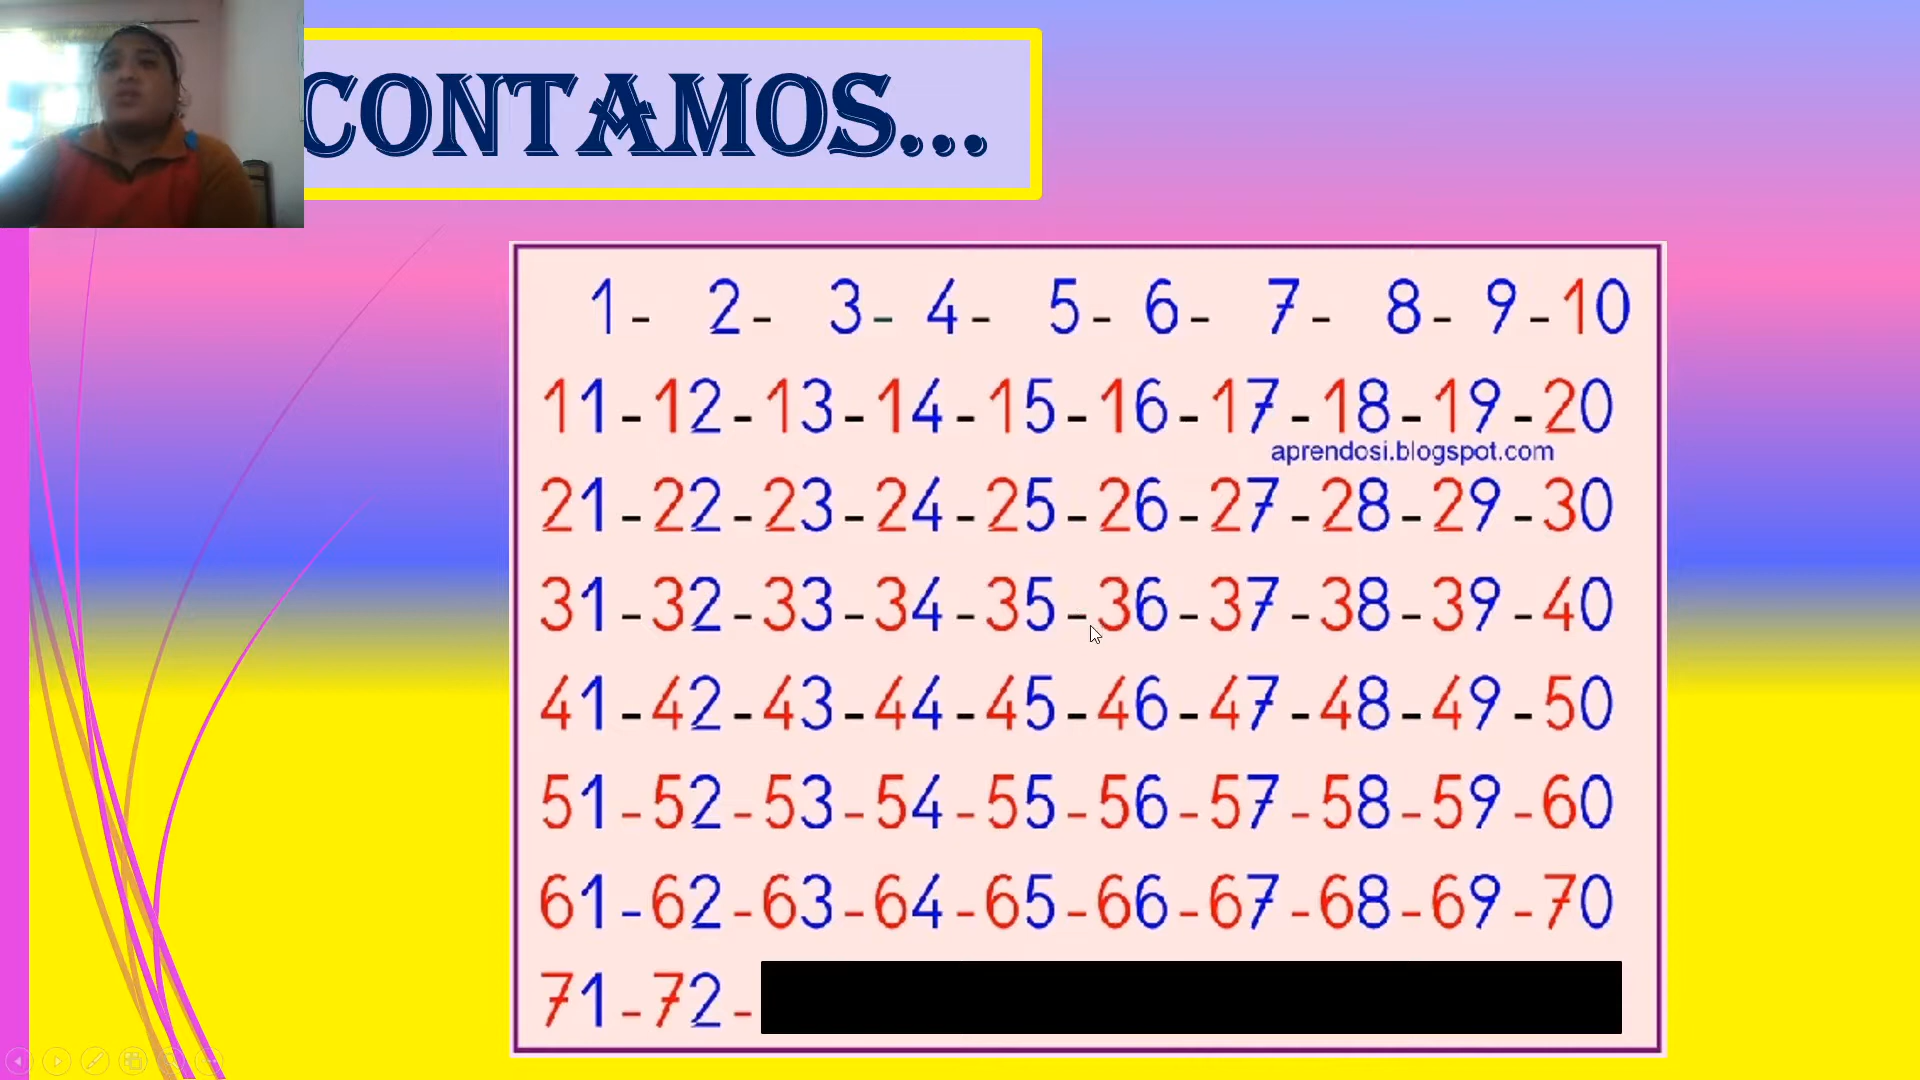 CONTAMOS...
1- 2- 3- 4- 5- 6- 7- 8- 9-10
11-12-13-14-15-16-17-18-19-20
aprendosi.blogspot.com
21-22-23-24-25-26-27-28-29-30
31-32-33-34-35-36-37-38-39-40
41-42-43-44-45-46-47-48-49-50
51-52-53-54-55-56-57-58-59-60
61-62-63-64-65-66-67-68-69-70
71-72-